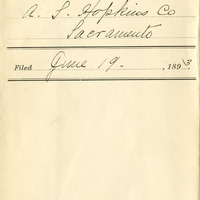 A. S. Hopkins Co
Sacramento
Filed June 19 - , 1893